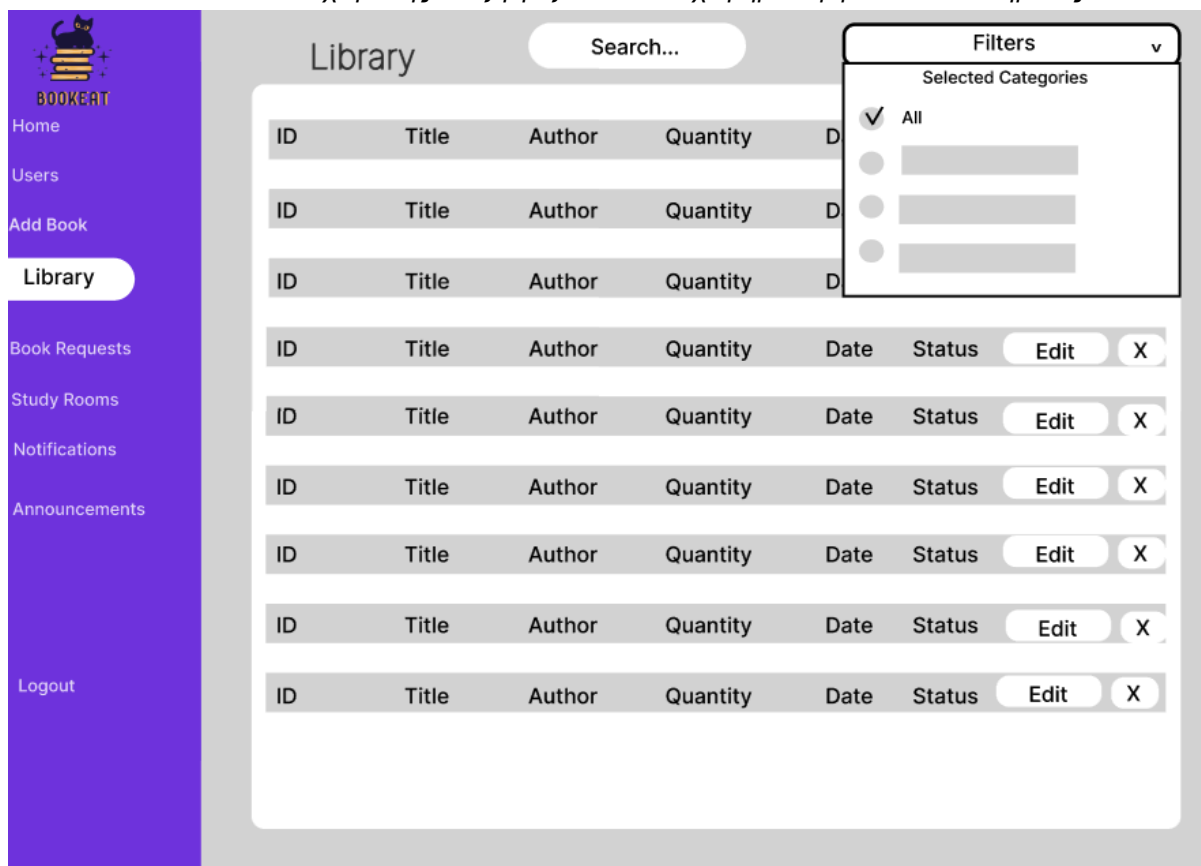 BOOKEAT
Home
Users
Add Book
Library
Book Requests
Study Rooms
Notifications
Announcements
Logout
Library
Search...
Filters v
Selected Categories
All
ID Title Author Quantity D
ID Title Author Quantity D
ID Title Author Quantity D
ID Title Author Quantity Date Status Edit X
ID Title Author Quantity Date Status Edit X
ID Title Author Quantity Date Status Edit X
ID Title Author Quantity Date Status Edit X
ID Title Author Quantity Date Status Edit X
ID Title Author Quantity Date Status Edit X